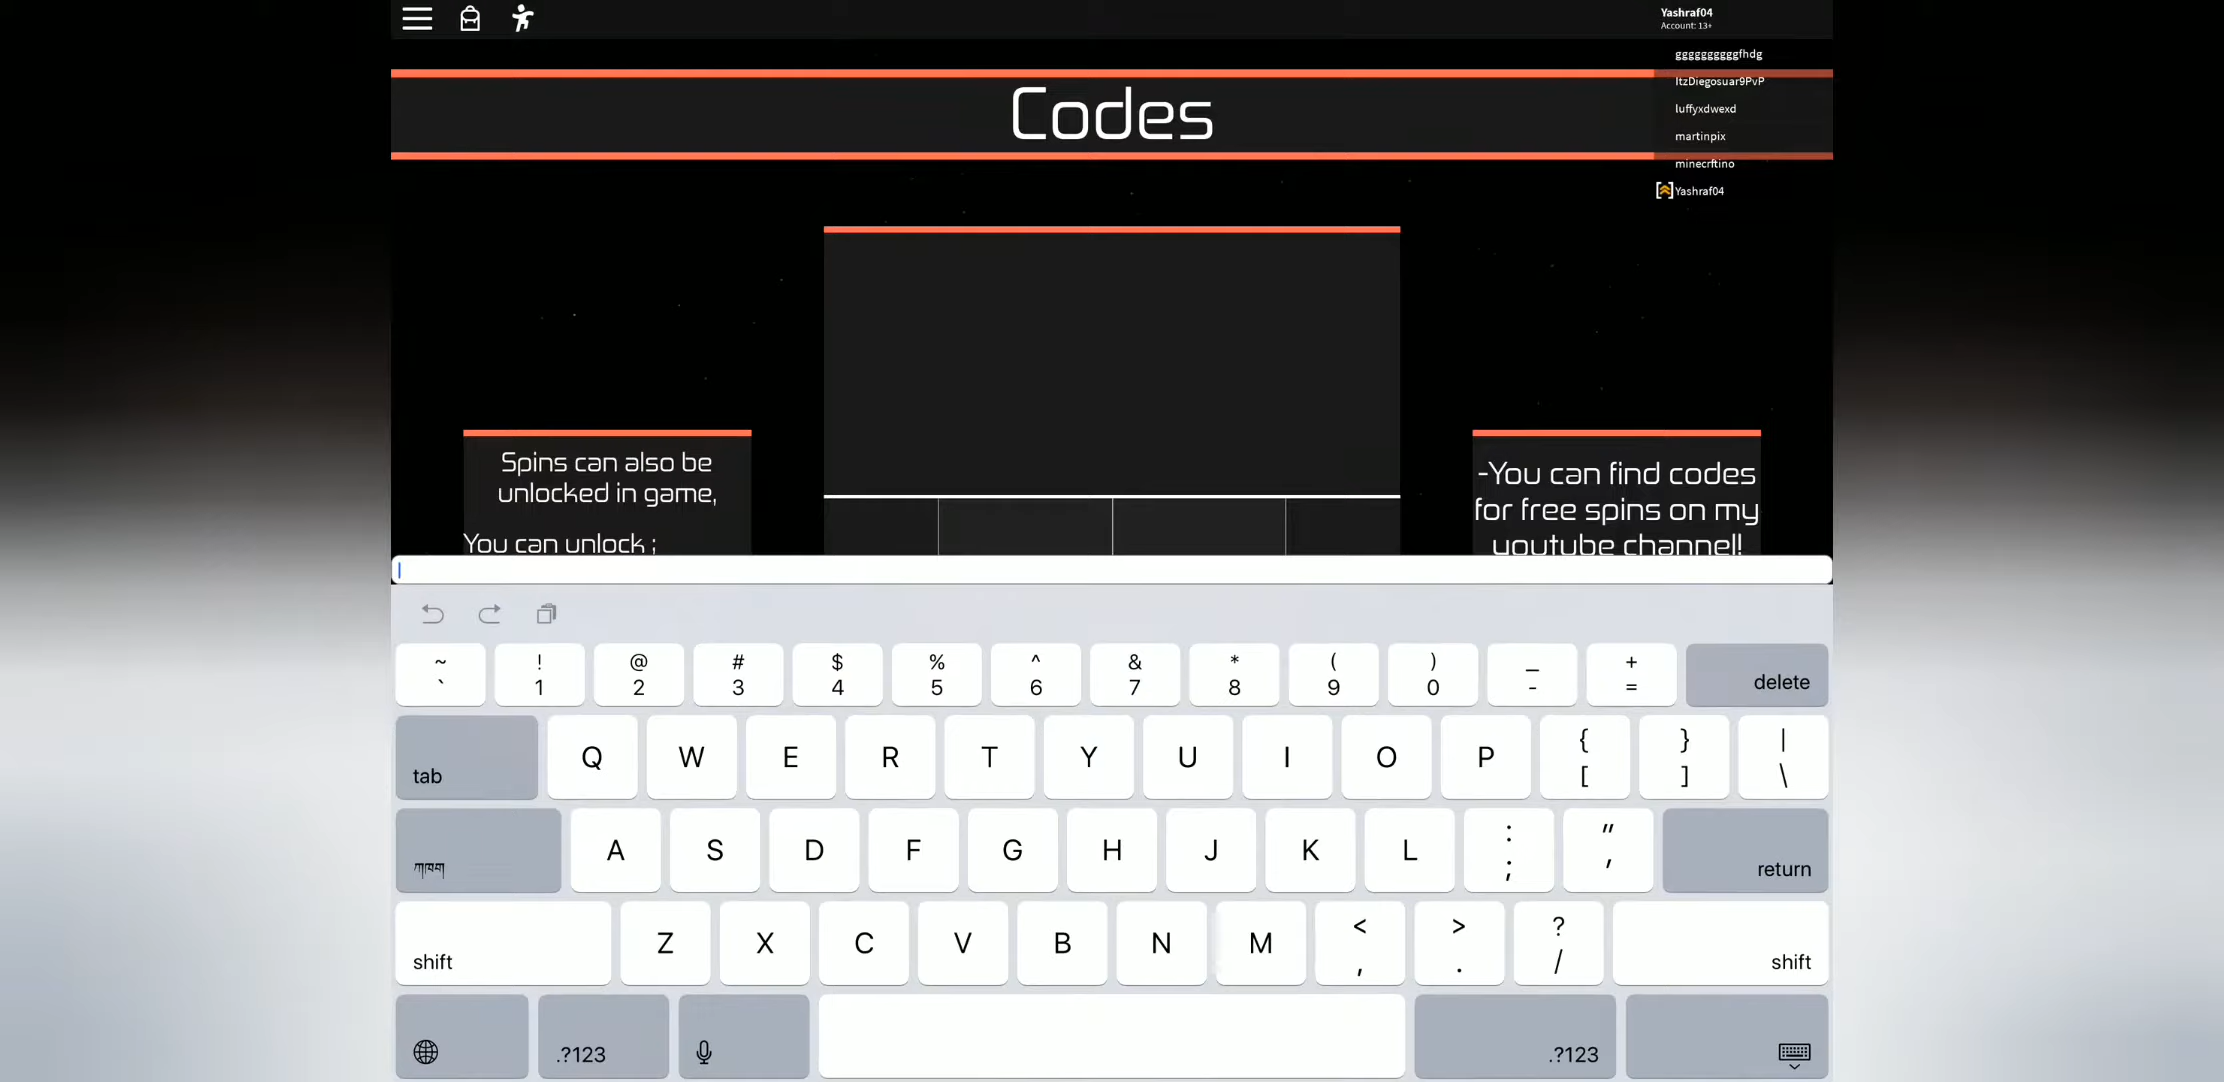 Yashraf04
Account: 13+
ggggggggggfhdg
ItzDiegosuar9PvP
luffyxdwexd
martinpix
minecrftino
Yashraf04
Codes
Spins can also be
unlocked in game,
You can unlock ;
-You can find codes
for free spins on my
youtube channel!
~ ! @ # $ % ^ & * ( ) _ +
` 1 2 3 4 5 6 7 8 9 0 - = delete
tab Q W E R T Y U I O P { [ } ] | \
ཀཁག A S D F G H J K L : ; " ' return
shift Z X C V B N M < , > . ? / shift
.?123 .?123